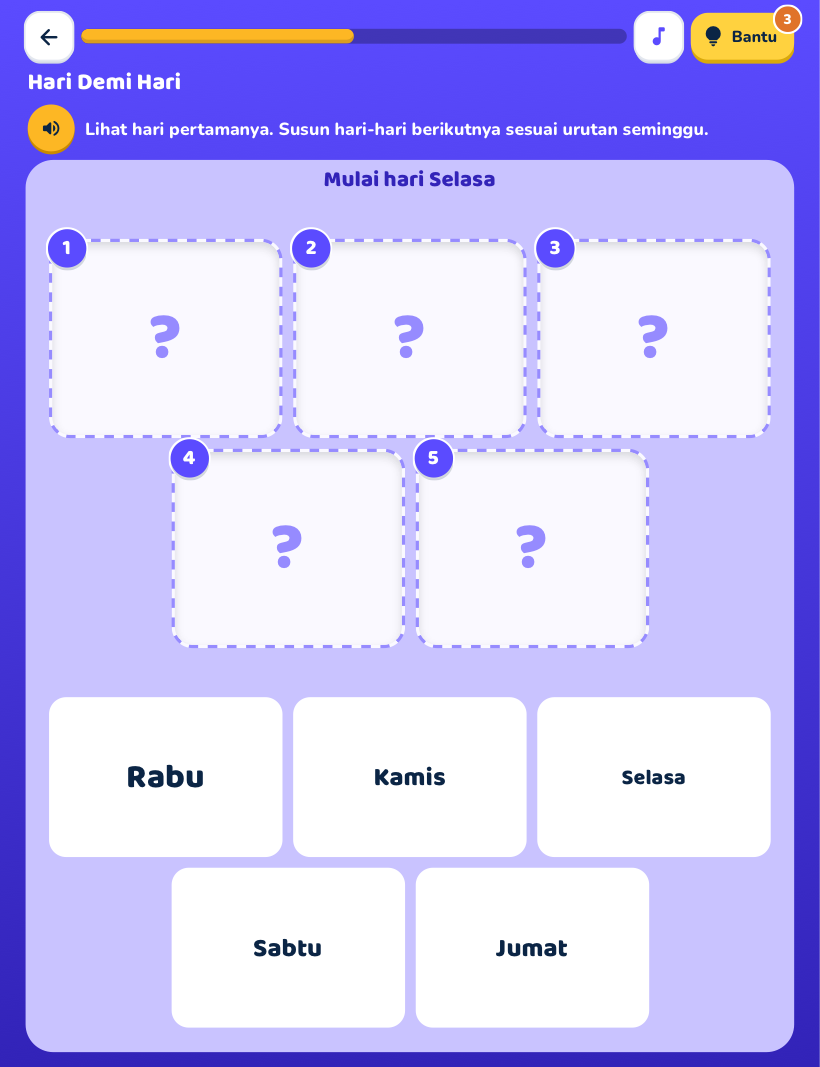 3
Bantu
Hari Demi Hari
Lihat hari pertamanya. Susun hari-hari berikutnya sesuai urutan seminggu.
Mulai hari Selasa
1
2
3
?
?
?
4
5
?
?
Rabu
Kamis
Selasa
Sabtu
Jumat